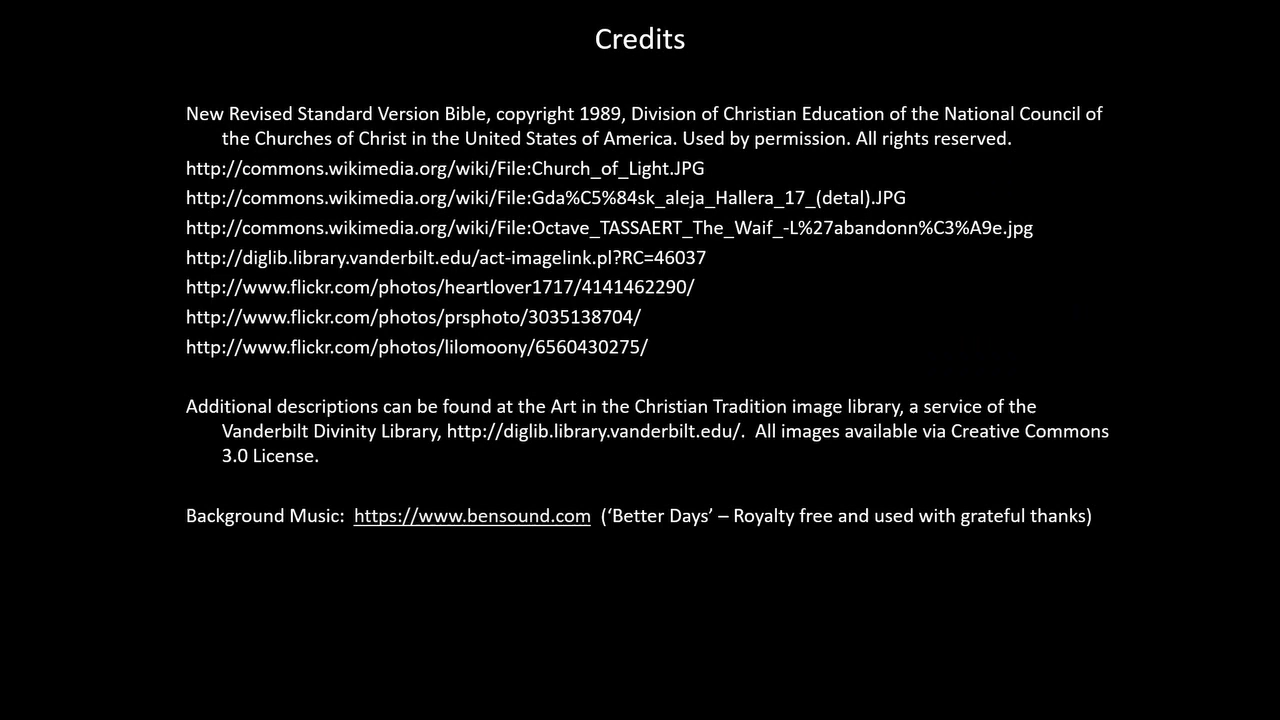 Credits
New Revised Standard Version Bible, copyright 1989, Division of Christian Education of the National Council of
the Churches of Christ in the United States of America. Used by permission. All rights reserved.
http://commons.wikimedia.org/wiki/File:Church_of_Light.JPG
http://commons.wikimedia.org/wiki/File:Gda%C5%84sk_aleja_Hallera_17_(detal).JPG
http://commons.wikimedia.org/wiki/File:Octave_TASSAERT_The_Waif_-L%27abandonn%C3%A9e.jpg
http://diglib.library.vanderbilt.edu/act-imagelink.pl?RC=46037
http://www.flickr.com/photos/heartlover1717/4141462290/
http://www.flickr.com/photos/prsphoto/3035138704/
http://www.flickr.com/photos/lilomoony/6560430275/
Additional descriptions can be found at the Art in the Christian Tradition image library, a service of the
Vanderbilt Divinity Library, http://diglib.library.vanderbilt.edu/.  All images available via Creative Commons
3.0 License.
Background Music:  https://www.bensound.com  (‘Better Days’ – Royalty free and used with grateful thanks)